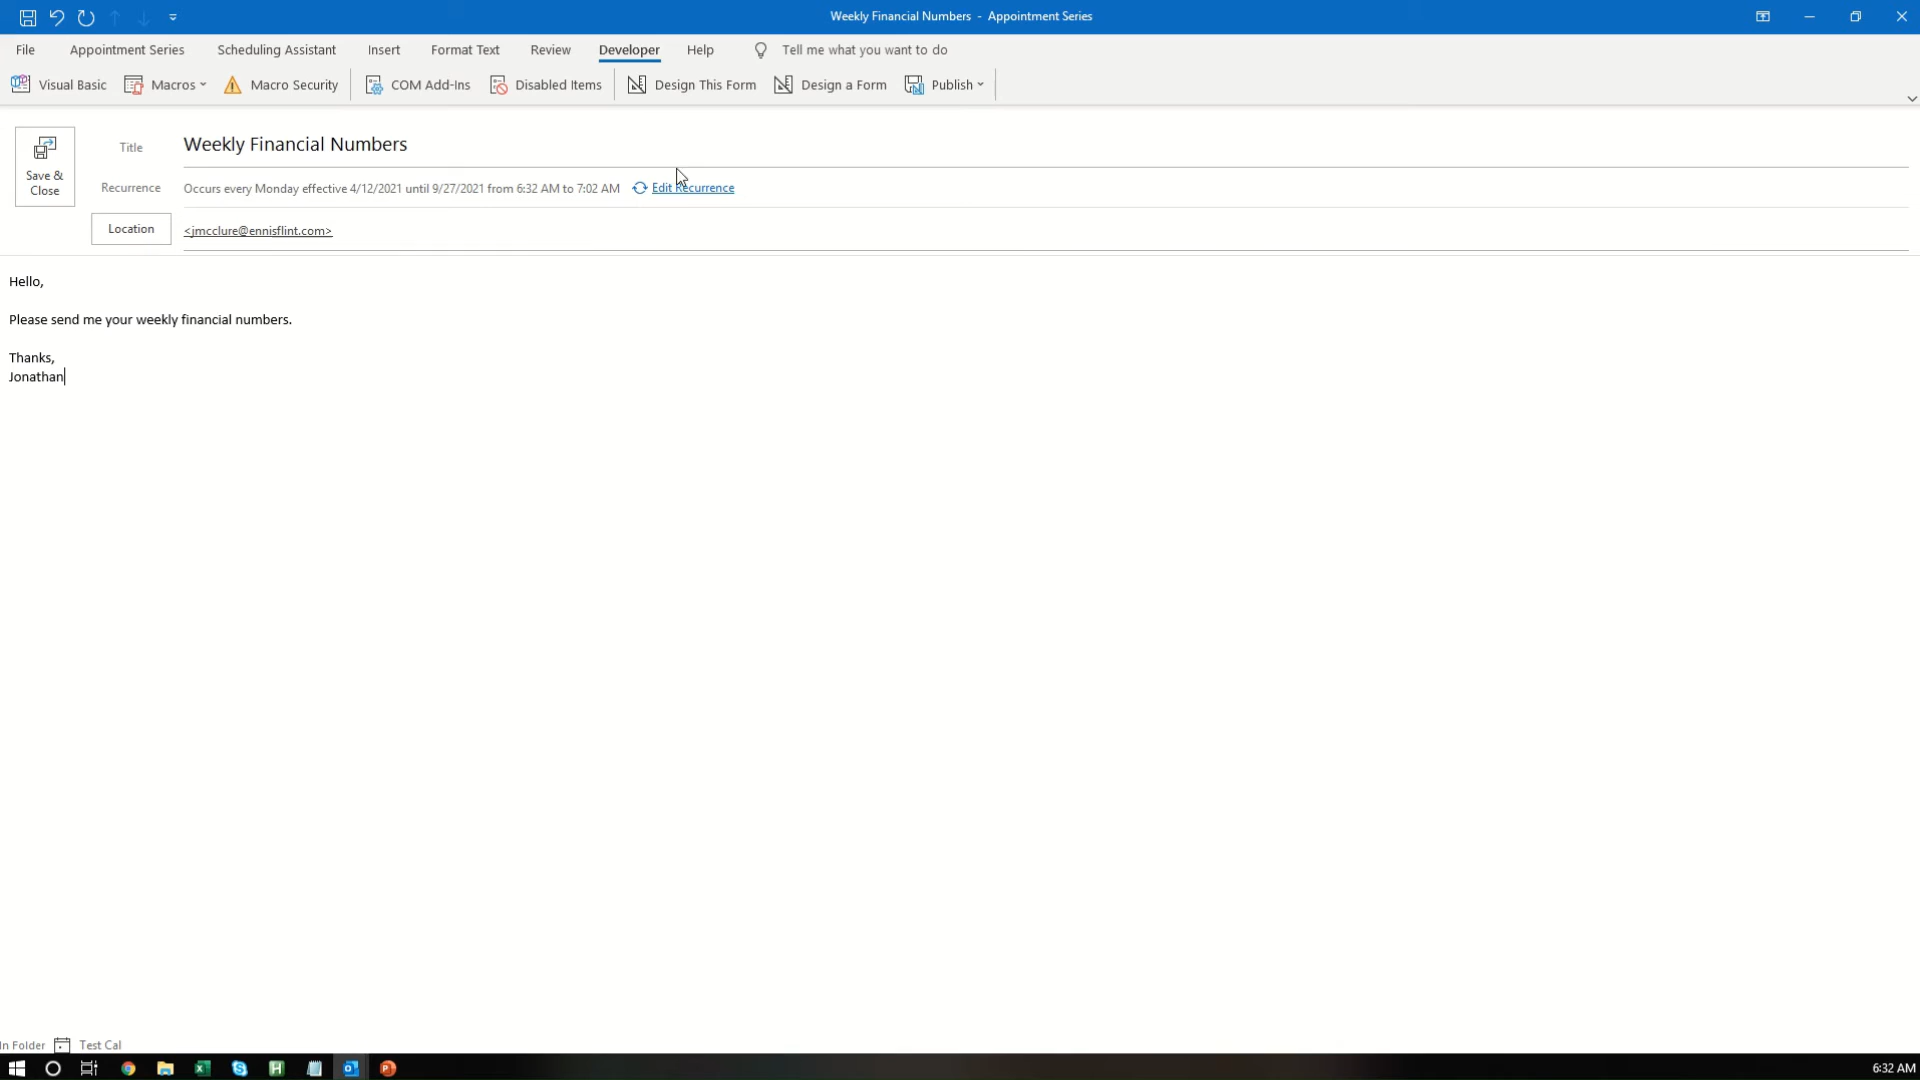 Weekly Financial Numbers - Appointment Series
File Appointment Series Scheduling Assistant Insert Format Text Review Developer Help Tell me what you want to do
Visual Basic Macros Macro Security COM Add-Ins Disabled Items Design This Form Design a Form Publish
Save & Close
Title Weekly Financial Numbers
Recurrence Occurs every Monday effective 4/12/2021 until 9/27/2021 from 6:32 AM to 7:02 AM Edit Recurrence
Location <jmcclure@ennisflint.com>
Hello,
Please send me your weekly financial numbers.
Thanks,
Jonathan
In Folder Test Cal
6:32 AM